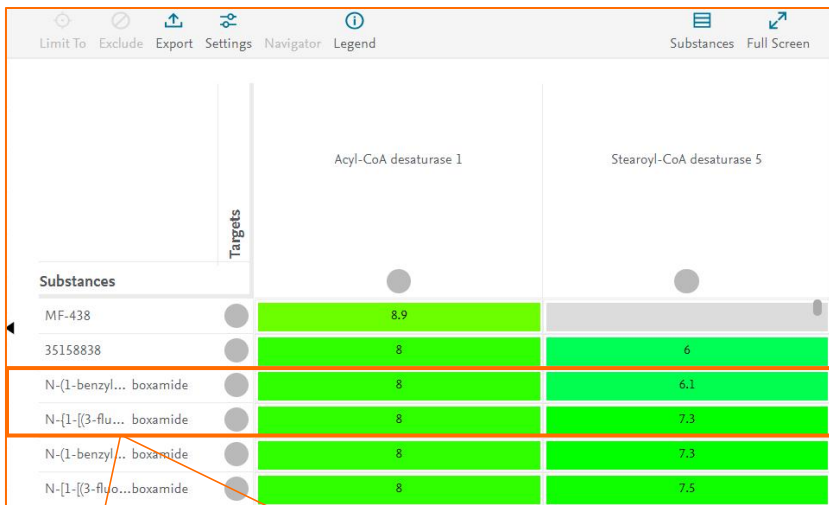 Limit To Exclude Export Settings Navigator Legend Substances Full Screen
Acyl-CoA desaturase 1 Stearoyl-CoA desaturase 5
Targets
Substances
MF-438 8.9
35158838 8 6
N-(1-benzyl... boxamide 8 6.1
N-{1-[(3-flu... boxamide 8 7.3
N-(1-benzyl... boxamide 8 7.3
N-[1-[(3-fluo...boxamide 8 7.5